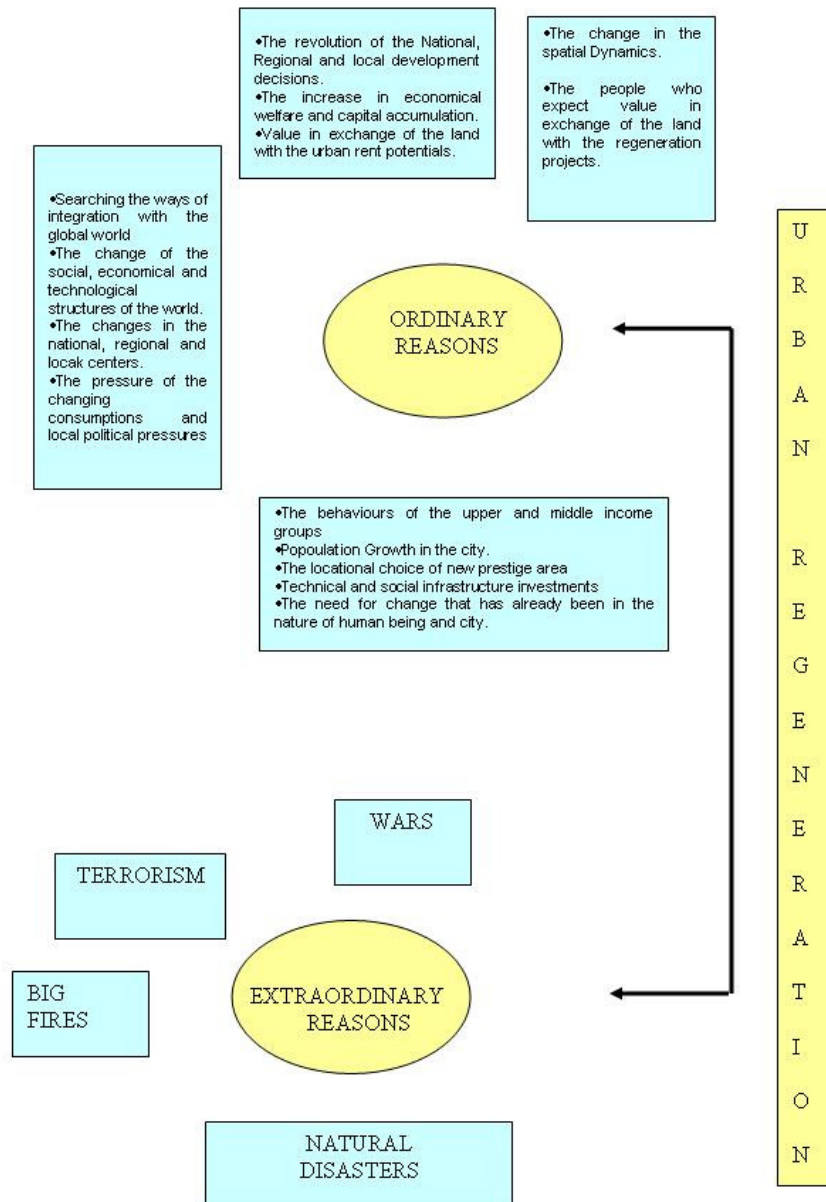 •The revolution of the National,
Regional and local development
decisions.
•The increase in economical
welfare and capital accumulation.
•Value in exchange of the land
with the urban rent potentials.
•The change in the
spatial Dynamics.
•The people who
expect value in
exchange of the land
with the regeneration
projects.
•Searching the ways of
integration with the
global world
•The change of the
social, economical and
technological
structures of the world.
•The changes in the
national, regional and
locak centers.
•The pressure of the
changing
consumptions and
local political pressures
ORDINARY
REASONS
•The behaviours of the upper and middle income
groups
•Popoulation Growth in the city.
•The locational choice of new prestige area
•Technical and social infrastructure investments
•The need for change that has already been in the
nature of human being and city.
WARS
TERRORISM
BIG
FIRES
EXTRAORDINARY
REASONS
NATURAL
DISASTERS
URBAN REGENERATION